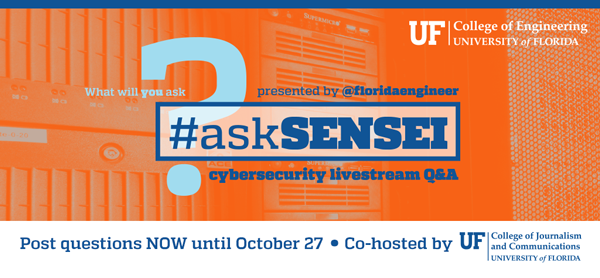 UF College of Engineering
UNIVERSITY of FLORIDA
?
What will you ask
presented by @floridaengineer
#askSENSEI
cybersecurity livestream Q&A
Post questions NOW until October 27 • Co-hosted by
UF College of Journalism
and Communications
UNIVERSITY of FLORIDA